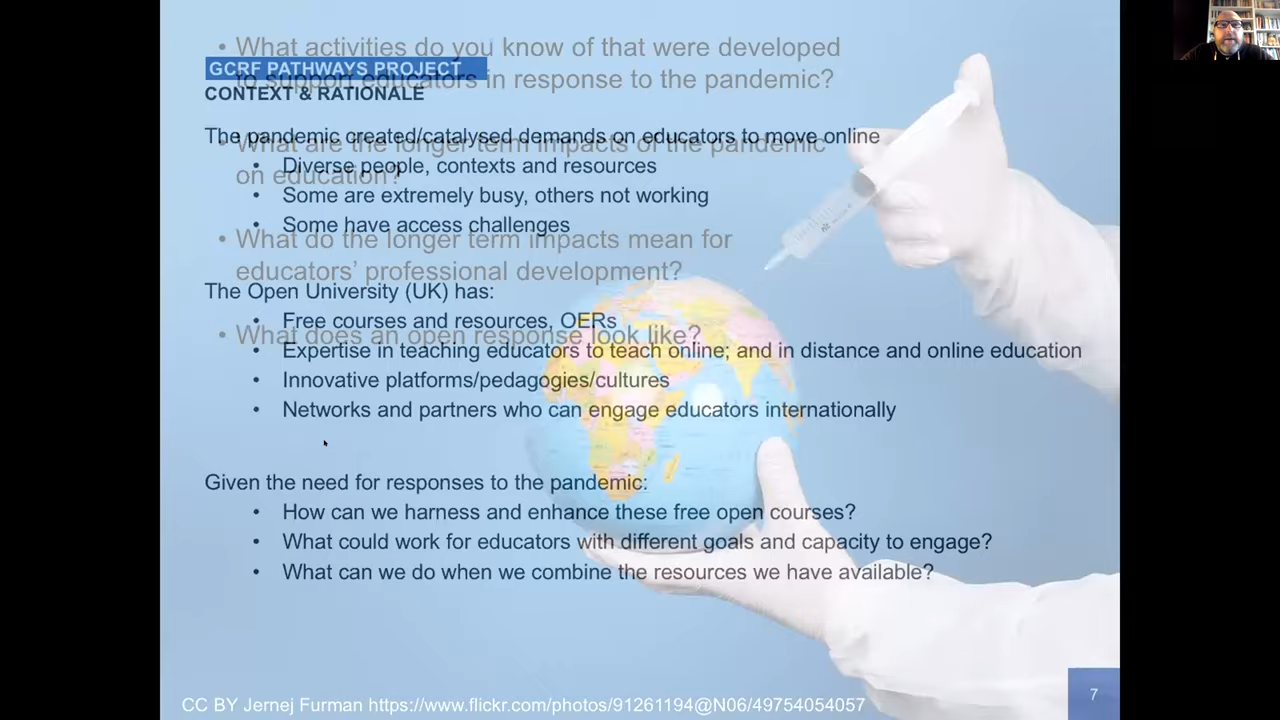 • What activities do you know of that were developed
to support educators in response to the pandemic?
• What are the longer term impacts of the pandemic
on education?
• What do the longer term impacts mean for
educators' professional development?
• What does an open response look like?
GCRF PATHWAYS PROJECT
CONTEXT & RATIONALE
The pandemic created/catalysed demands on educators to move online
• Diverse people, contexts and resources
• Some are extremely busy, others not working
• Some have access challenges
The Open University (UK) has:
• Free courses and resources, OERs
• Expertise in teaching educators to teach online; and in distance and online education
• Innovative platforms/pedagogies/cultures
• Networks and partners who can engage educators internationally
Given the need for responses to the pandemic:
• How can we harness and enhance these free open courses?
• What could work for educators with different goals and capacity to engage?
• What can we do when we combine the resources we have available?
CC BY Jernej Furman https://www.flickr.com/photos/91261194@N06/49754054057
7